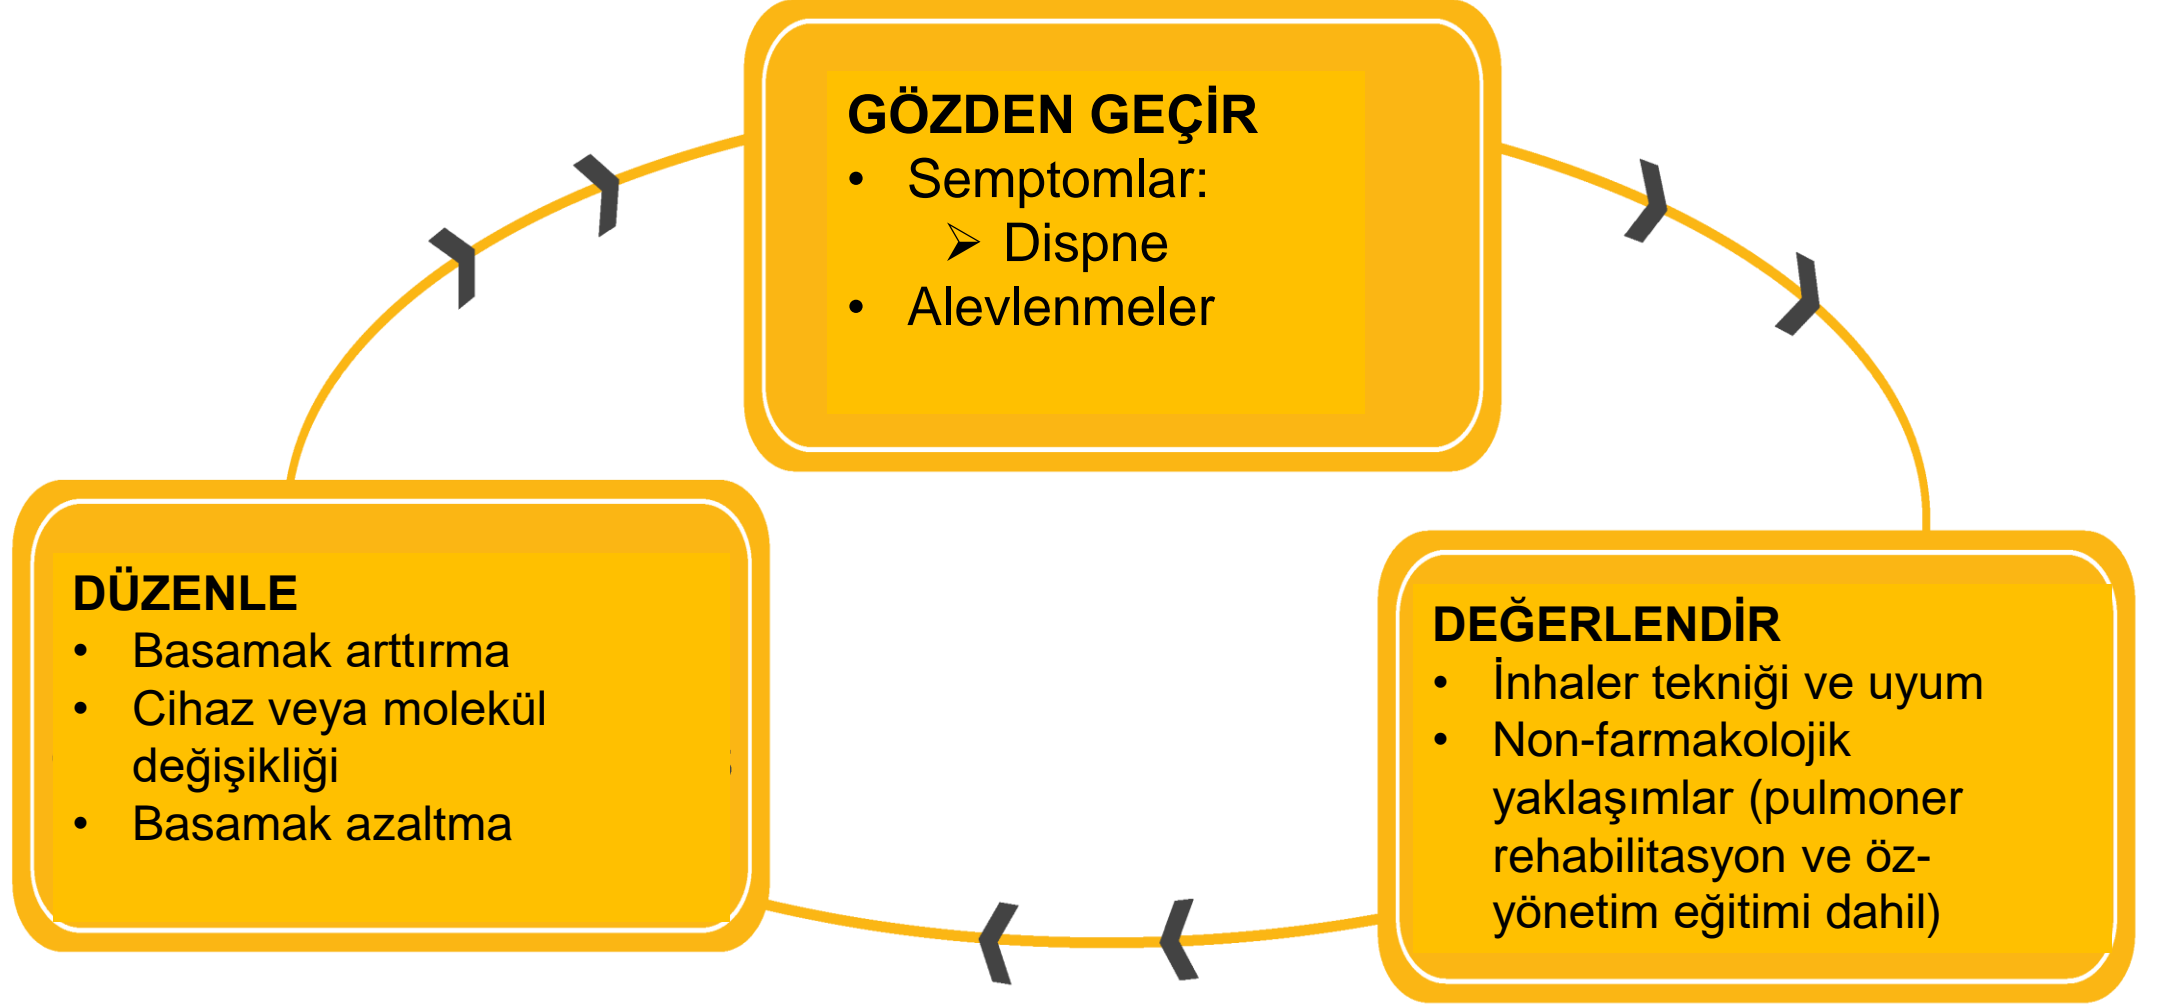 GÖZDEN GEÇİR
• Semptomlar:
➢ Dispne
• Alevlenmeler
DÜZENLE
• Basamak arttırma
• Cihaz veya molekül
değişikliği
• Basamak azaltma
DEĞERLENDİR
• İnhaler tekniği ve uyum
• Non-farmakolojik
yaklaşımlar (pulmoner
rehabilitasyon ve öz-
yönetim eğitimi dahil)